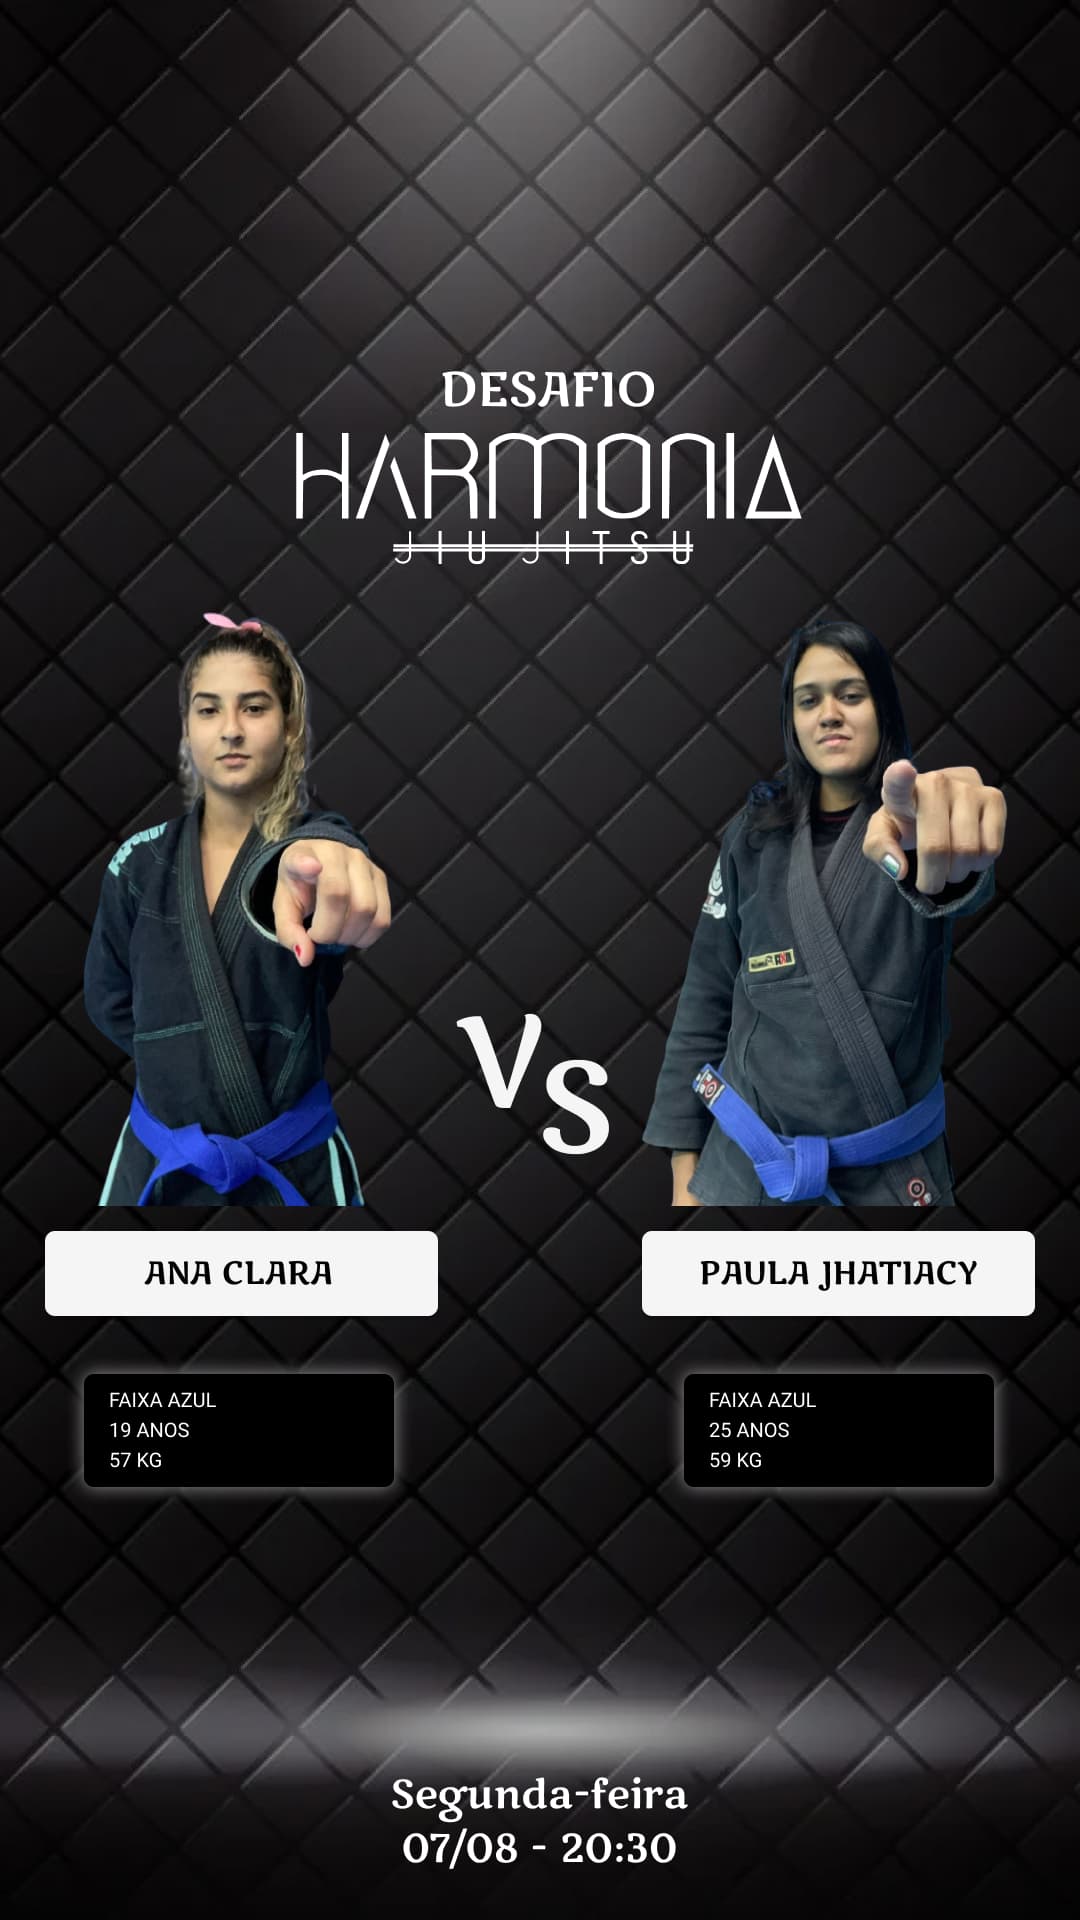 DESAFIO
HARMONIA
JIU JITSU
VS
ANA CLARA
PAULA JHATIACY
FAIXA AZUL
19 ANOS
57 KG
FAIXA AZUL
25 ANOS
59 KG
Segunda-feira
07/08 - 20:30